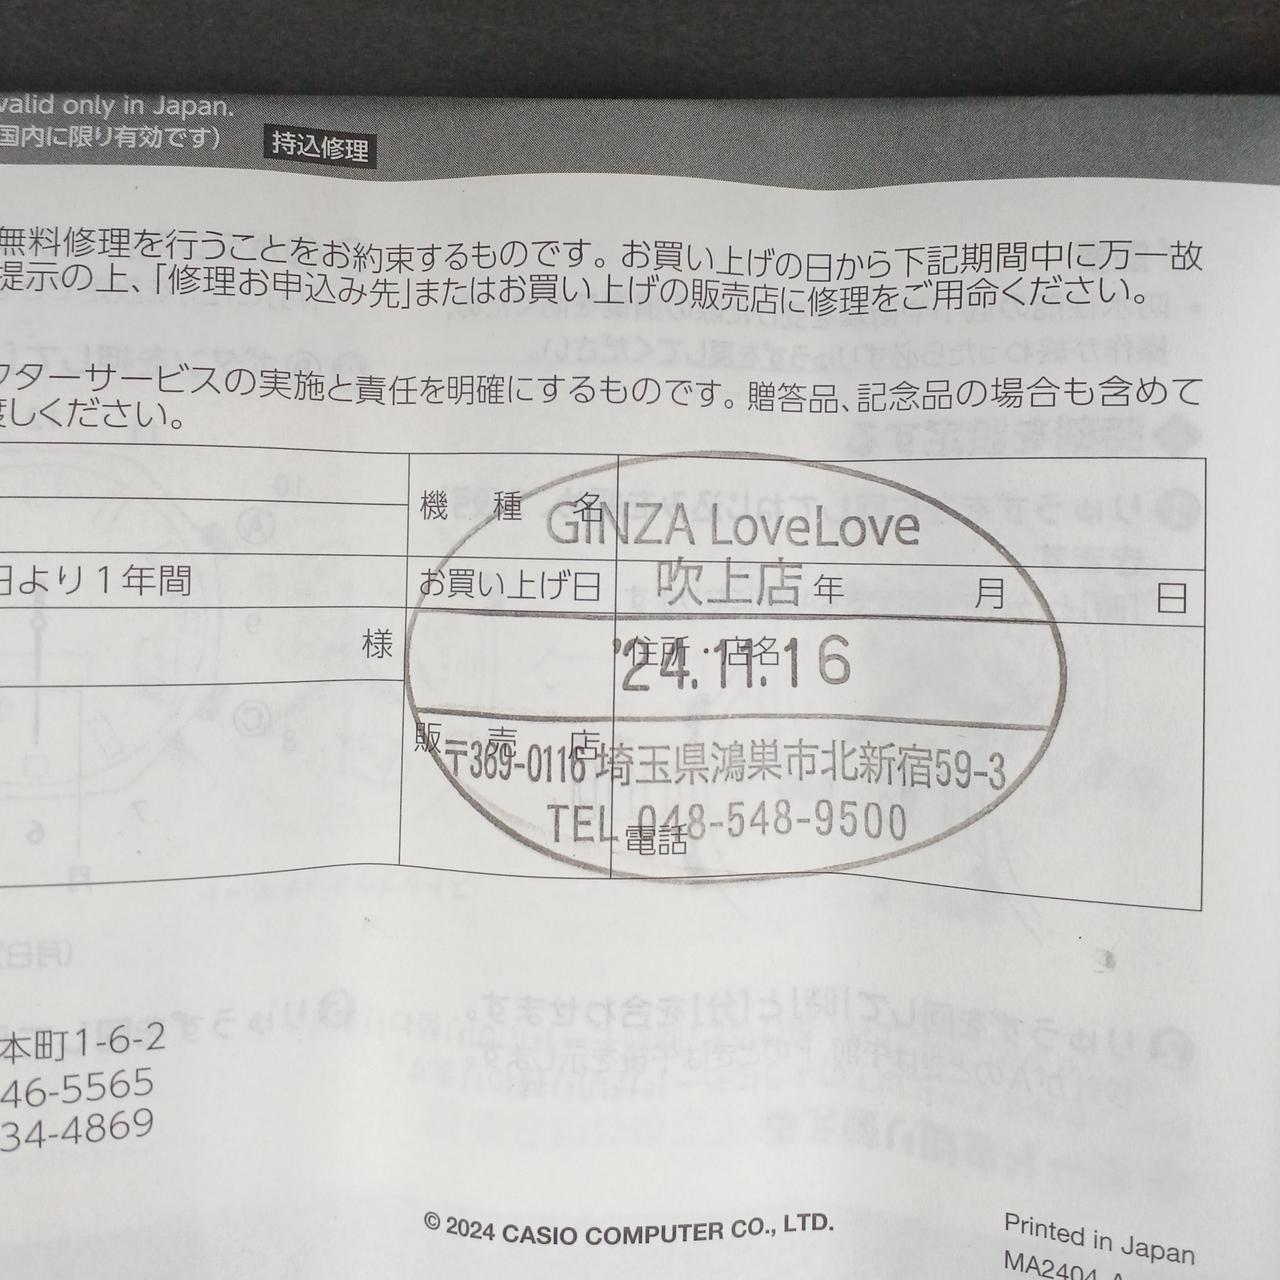 valid only in Japan.
国内に限り有効です）
持込修理
無料修理を行うことをお約束するものです。お買い上げの日から下記期間中に万一故
提示の上、「修理お申込み先」またはお買い上げの販売店に修理をご用命ください。
フターサービスの実施と責任を明確にするものです。贈答品、記念品の場合も含めて
しください。
機 種 名
GINZA LoveLove
吹上店
日より1年間
お買い上げ日
年 月 日
様
住所・店名
'24.11.16
販 売 店
〒369-0116 埼玉県鴻巣市北新宿59-3
TEL 048-548-9500
電話
本町1-6-2
46-5565
34-4869
© 2024 CASIO COMPUTER CO., LTD.
Printed in Japan
MA2404